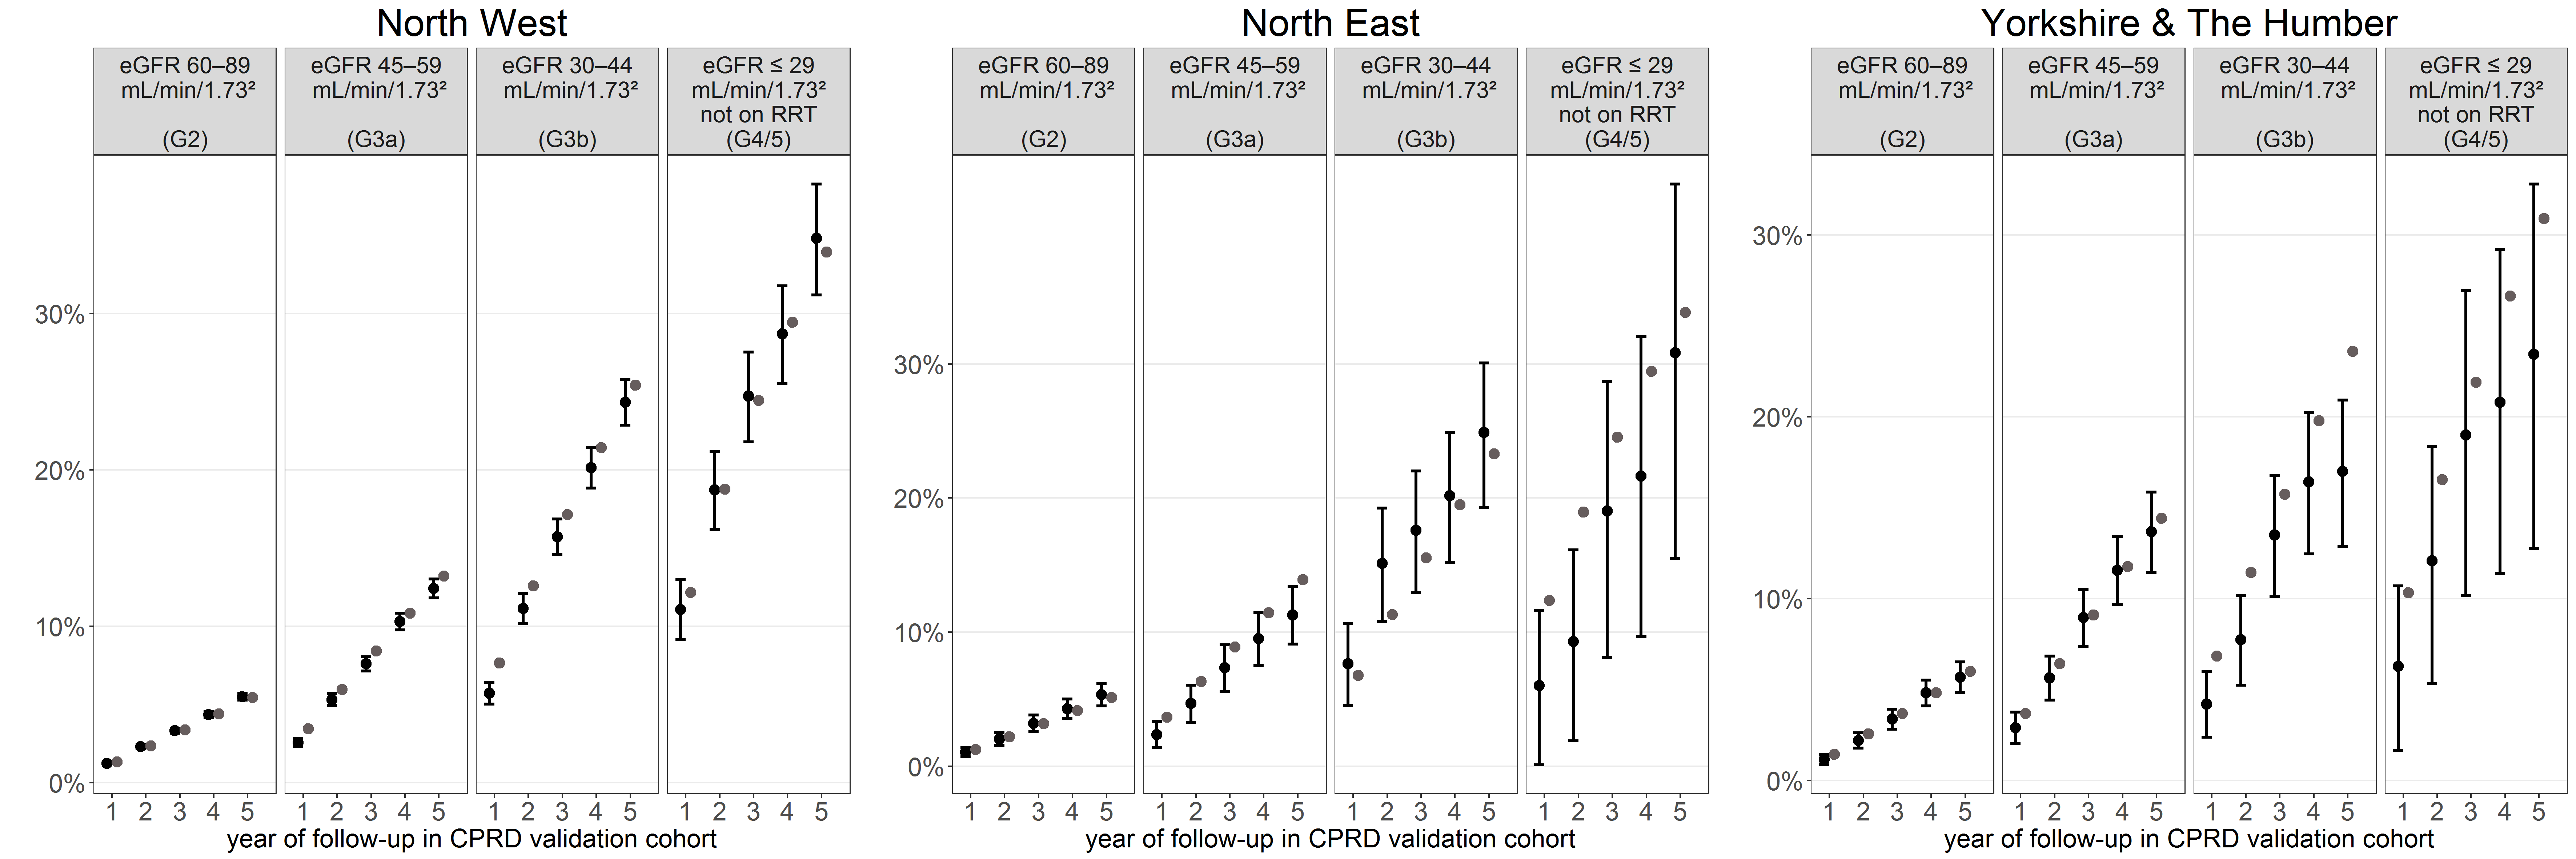 North West
eGFR 60–89
mL/min/1.73²
(G2)
eGFR 45–59
mL/min/1.73²
(G3a)
eGFR 30–44
mL/min/1.73²
(G3b)
eGFR ≤ 29
mL/min/1.73²
not on RRT
(G4/5)
30%
20%
10%
0%
1 2 3 4 5
1 2 3 4 5
1 2 3 4 5
1 2 3 4 5
year of follow-up in CPRD validation cohort
North East
eGFR 60–89
mL/min/1.73²
(G2)
eGFR 45–59
mL/min/1.73²
(G3a)
eGFR 30–44
mL/min/1.73²
(G3b)
eGFR ≤ 29
mL/min/1.73²
not on RRT
(G4/5)
30%
20%
10%
0%
1 2 3 4 5
1 2 3 4 5
1 2 3 4 5
1 2 3 4 5
year of follow-up in CPRD validation cohort
Yorkshire & The Humber
eGFR 60–89
mL/min/1.73²
(G2)
eGFR 45–59
mL/min/1.73²
(G3a)
eGFR 30–44
mL/min/1.73²
(G3b)
eGFR ≤ 29
mL/min/1.73²
not on RRT
(G4/5)
30%
20%
10%
0%
1 2 3 4 5
1 2 3 4 5
1 2 3 4 5
1 2 3 4 5
year of follow-up in CPRD validation cohort